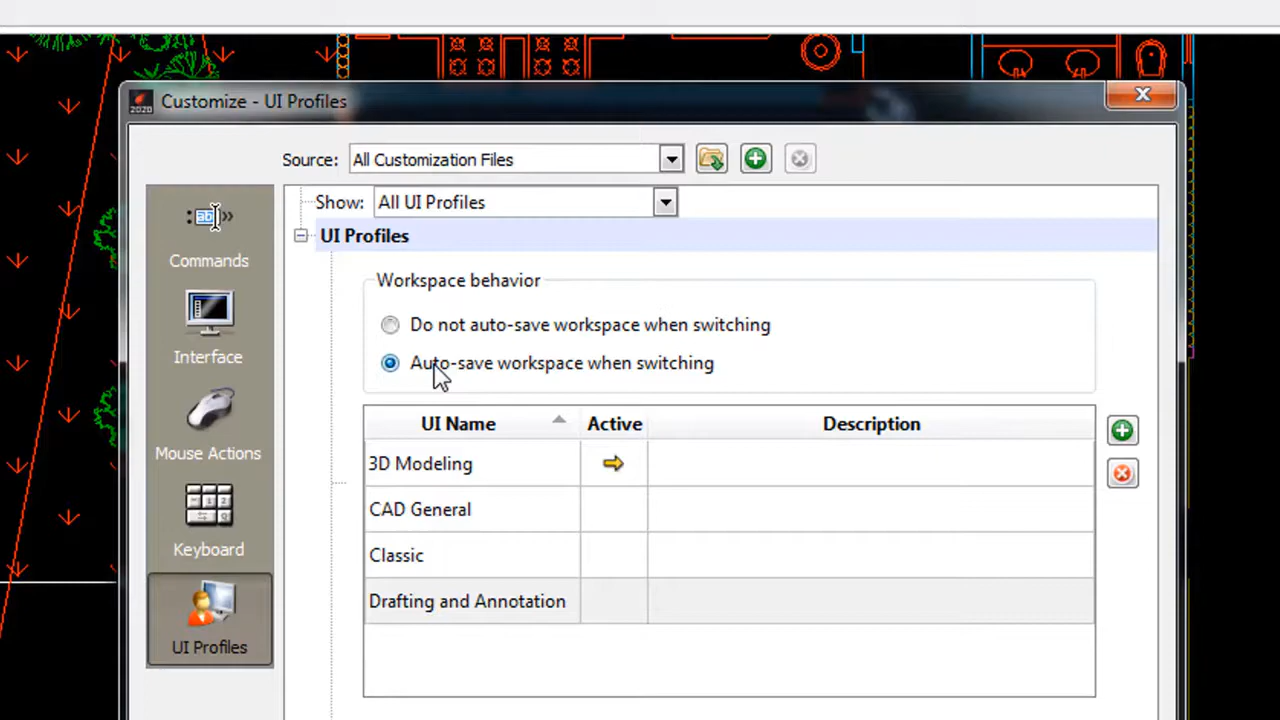 2020 Customize - UI Profiles
Source: All Customization Files
Show: All UI Profiles
UI Profiles
Commands
Interface
Mouse Actions
Keyboard
UI Profiles
Workspace behavior
Do not auto-save workspace when switching
Auto-save workspace when switching
UI Name Active Description
3D Modeling
CAD General
Classic
Drafting and Annotation